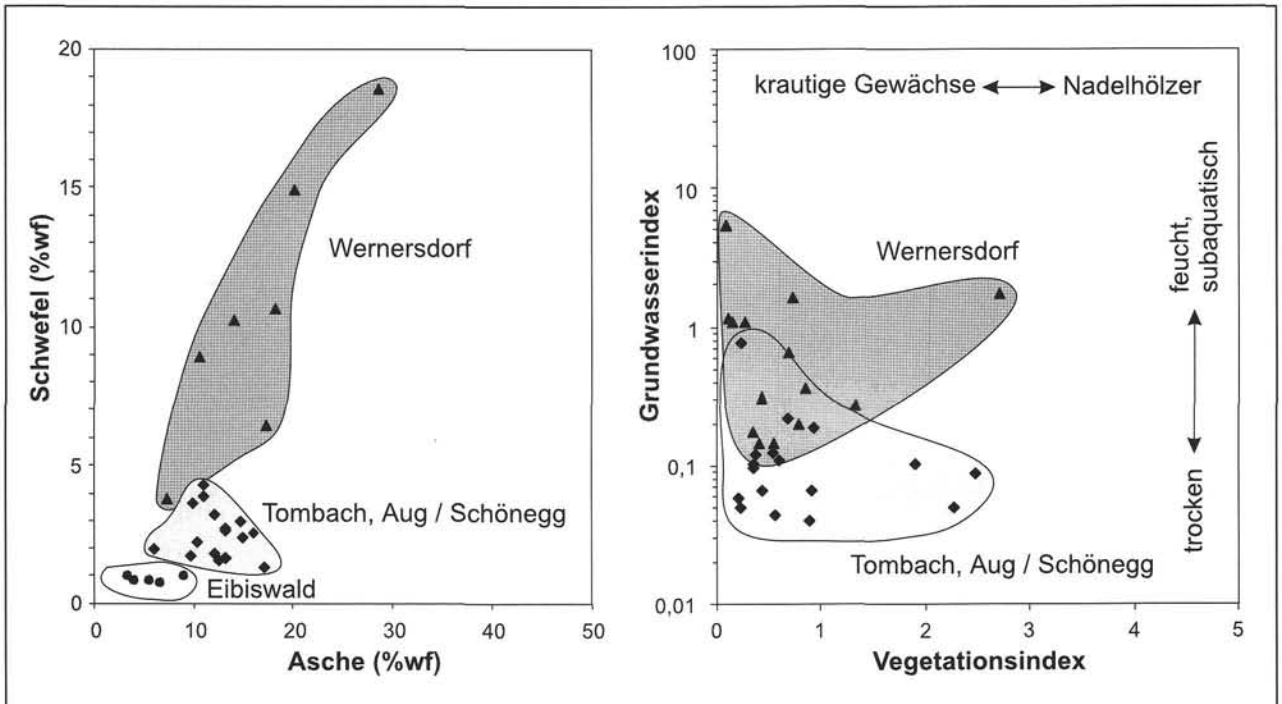 20
15
10
5
0
Schwefel (%wf)
Wernersdorf
Tombach, Aug / Schönegg
Eibiswald
0 10 20 30 40 50
Asche (%wf)
100
10
1
0,1
0,01
Grundwasserindex
krautige Gewächse Nadelhölzer
Wernersdorf
Tombach, Aug / Schönegg
feucht,
subaquatisch
trocken
0 1 2 3 4 5
Vegetationsindex